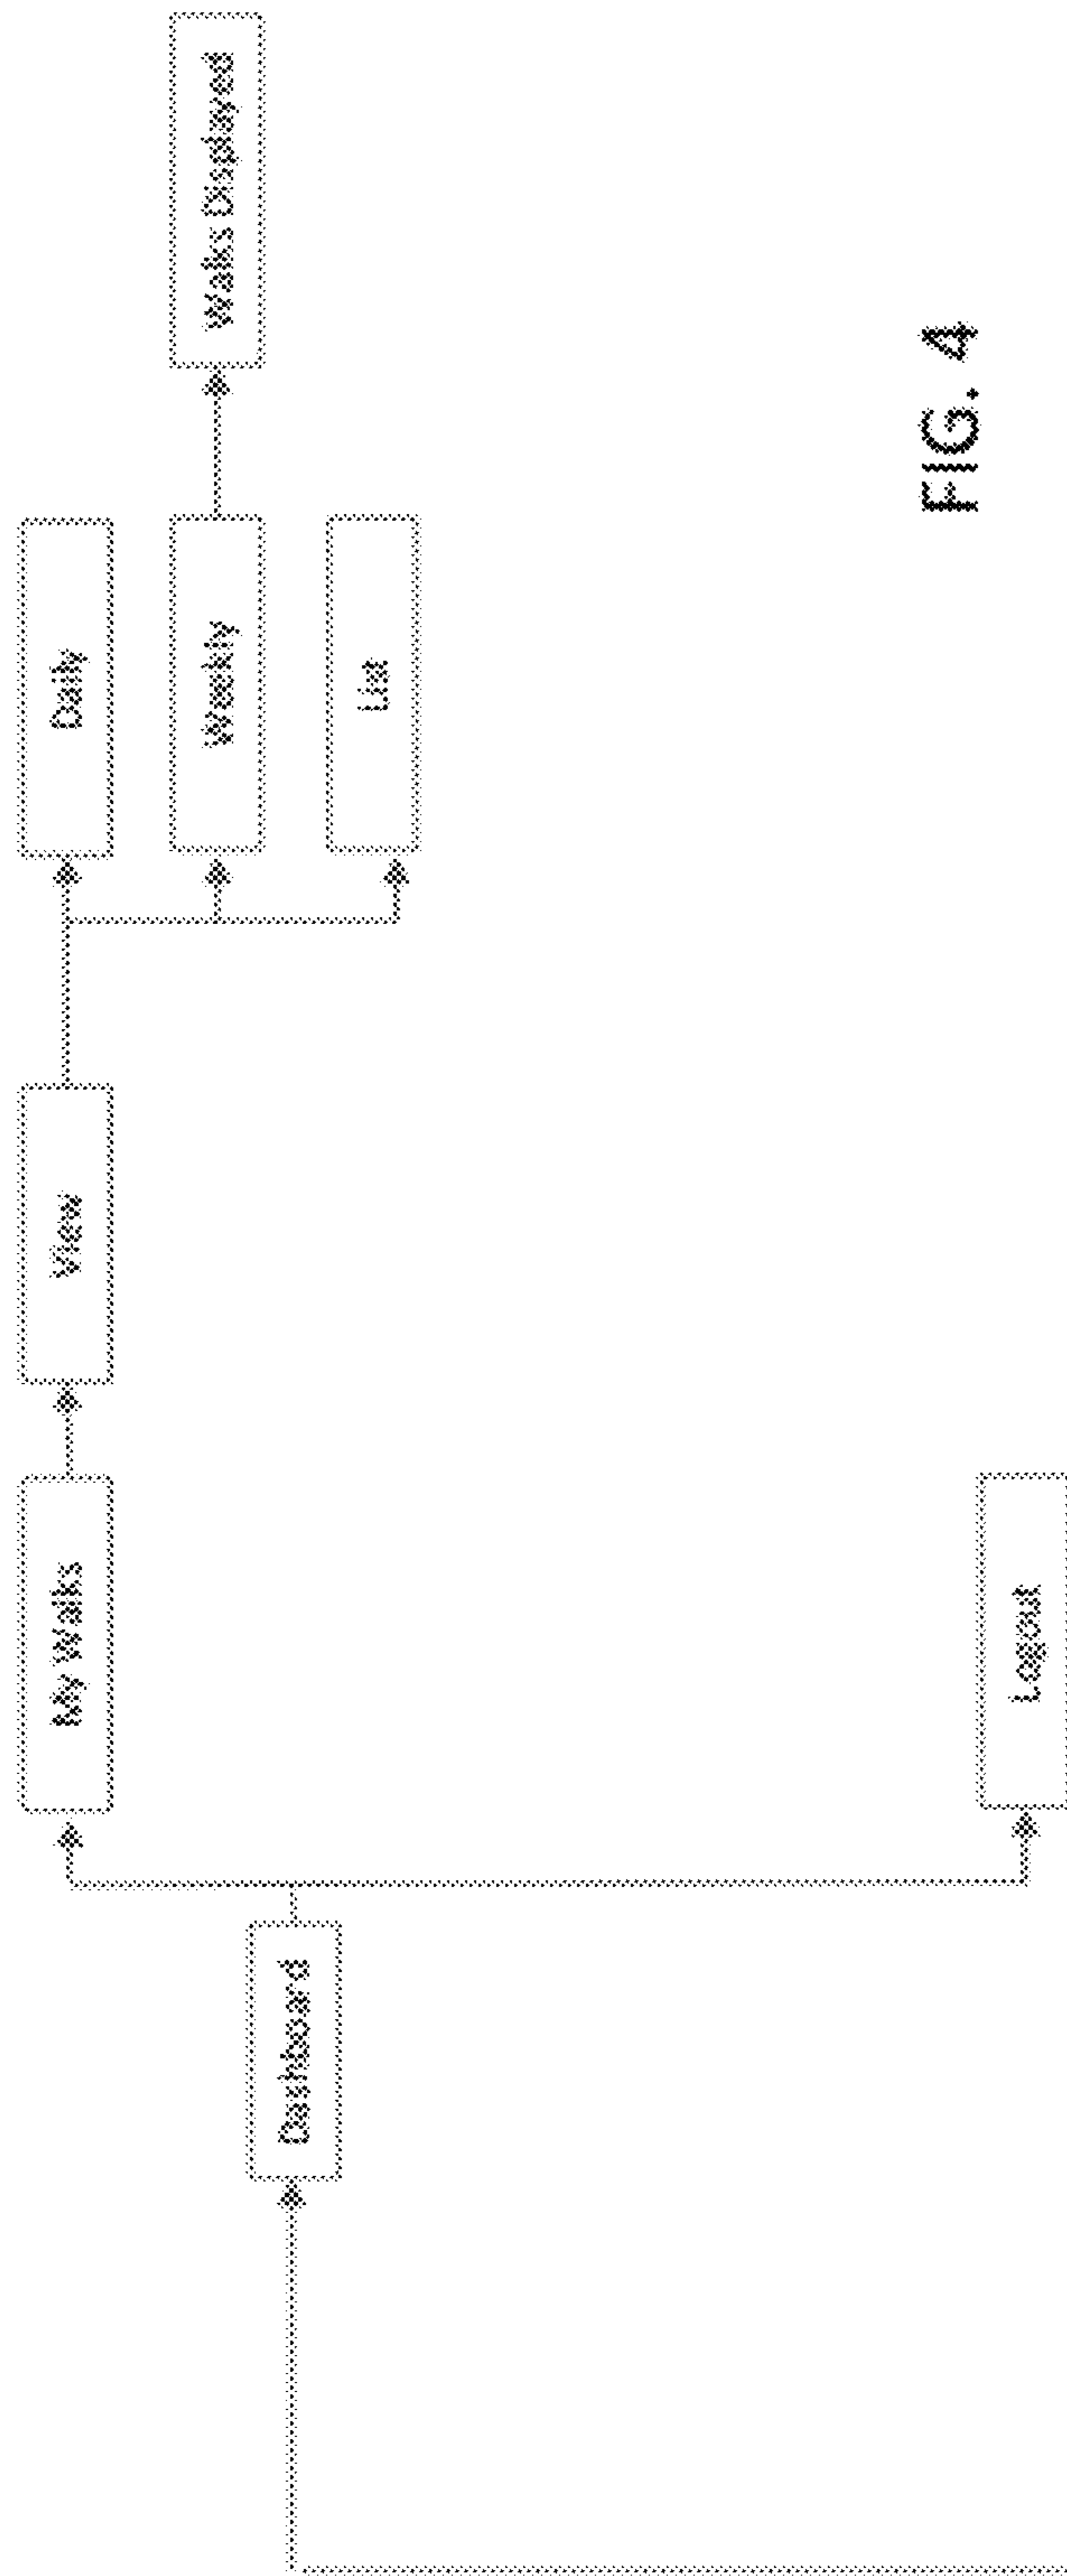 Dashboard
My Walks
View
Daily
Weekly
List
Walks Displayed
Logout
FIG. 4